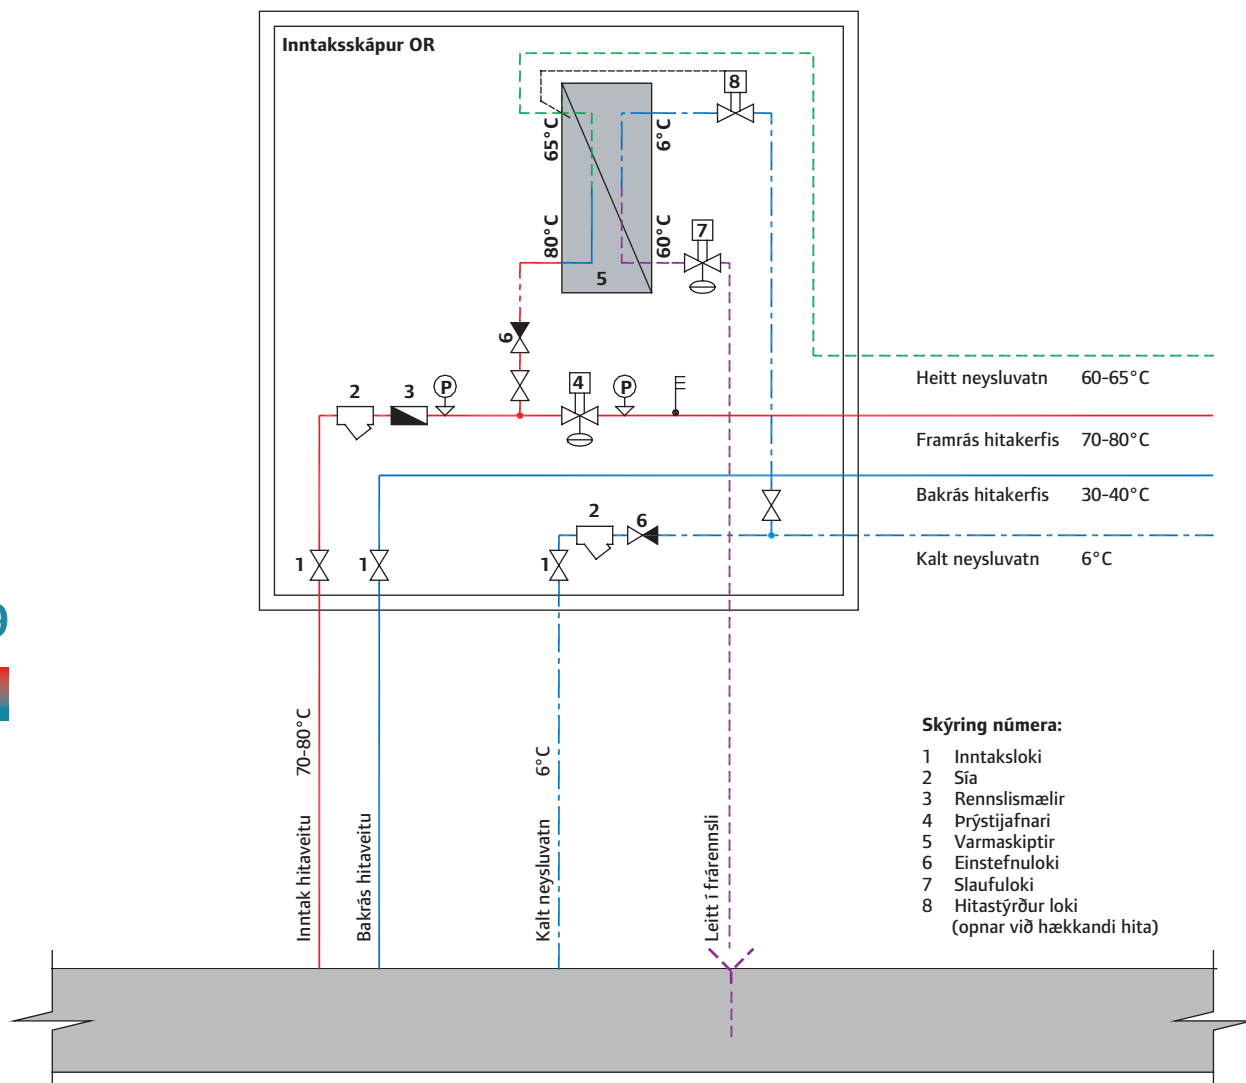 Inntaksskápur OR
8
65°C
6°C
80°C
60°C
7
5
6
2
3
P
4
P
Heitt neysluvatn 60-65°C
Framrás hitakerfis 70-80°C
Bakrás hitakerfis 30-40°C
2
6
1
1
1
Kalt neysluvatn 6°C
Inntak hitaveitu 70-80°C
Bakrás hitaveitu
Kalt neysluvatn 6°C
Leitt í frárennsli
Skýring númera:
1 Inntaksloki
2 Sía
3 Rennslismælir
4 Þrýstijafnari
5 Varmaskiptir
6 Einstefnuloki
7 Slaufuloki
8 Hitastýrður loki
(opnar við hækkandi hita)